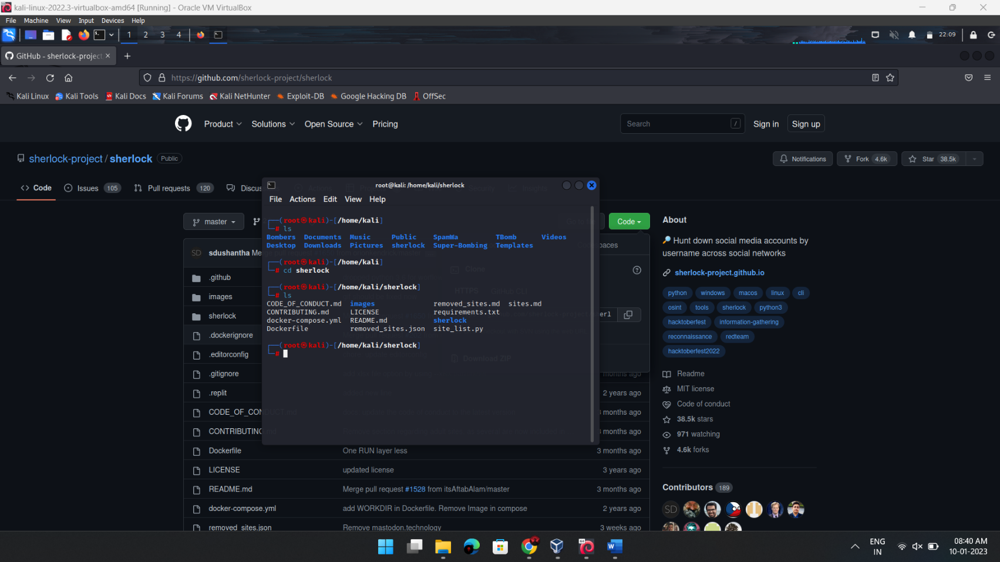 kali-linux-2022.3-virtualbox-amd64 [Running] - Oracle VM VirtualBox
File Machine View Input Devices Help
1 2 3 4 22:09
GitHub - sherlock-project
https://github.com/sherlock-project/sherlock
Kali Linux Kali Tools Kali Docs Kali Forums Kali NetHunter Exploit-DB Google Hacking DB OffSec
Product Solutions Open Source Pricing Search / Sign in Sign up
sherlock-project / sherlock Public Notifications Fork 4.6k Star 38.5k
<> Code Issues 105 Pull requests 120 Discus
root@kali: /home/kali/sherlock
File Actions Edit View Help
master Code
(root㉿kali)-[/home/kali]
# ls
Bombers Documents Music Public SpamWa TBomb Videos
Desktop Downloads Pictures sherlock Super-Bombing Templates
(root㉿kali)-[/home/kali]
# cd sherlock
(root㉿kali)-[/home/kali/sherlock]
# ls
CODE_OF_CONDUCT.md images removed_sites.md sites.md
CONTRIBUTING.md LICENSE requirements.txt
docker-compose.yml README.md sherlock
Dockerfile removed_sites.json site_list.py
(root㉿kali)-[/home/kali/sherlock]
#
paces
Clone
HTTPS GitHub CLI
erl
Download ZIP
SD sdushantha Me
.github
images
sherlock
.dockerignore
.editorconfig
.gitignore months ago
.replit 2 years ago
CODE_OF_CONDUCT.md months ago
CONTRIBUTING.md months ago
Dockerfile One RUN layer less 3 months ago
LICENSE updated license 3 years ago
README.md Merge pull request #1528 from itsAftabAlam/master 3 months ago
docker-compose.yml add WORKDIR in Dockerfile. Remove Image in compose 2 years ago
removed_sites.json Remove mastodon.technology 3 weeks ago
About
Hunt down social media accounts by
username across social networks
sherlock-project.github.io
python windows macos linux cli
osint tools sherlock python3
hacktoberfest information-gathering
reconnaissance redteam
hacktoberfest2022
Readme
MIT license
Code of conduct
38.5k stars
971 watching
4.6k forks
Contributors 189
SD
ENG
IN
08:40 AM
10-01-2023